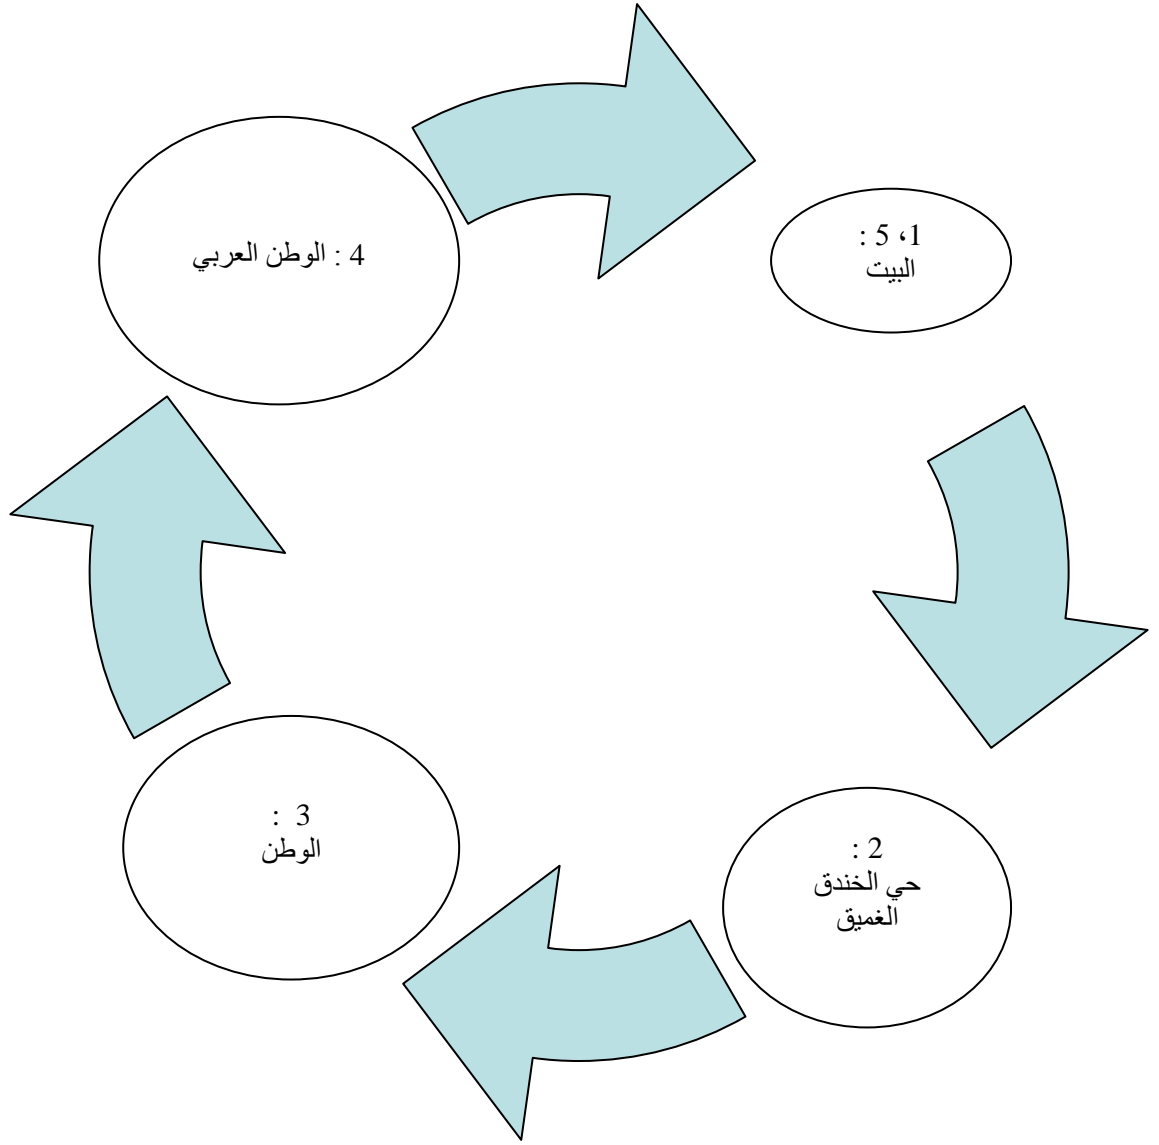 1، 5 :
البيت
2 :
حي الخندق
الغميق
3 :
الوطن
4 : الوطن العربي